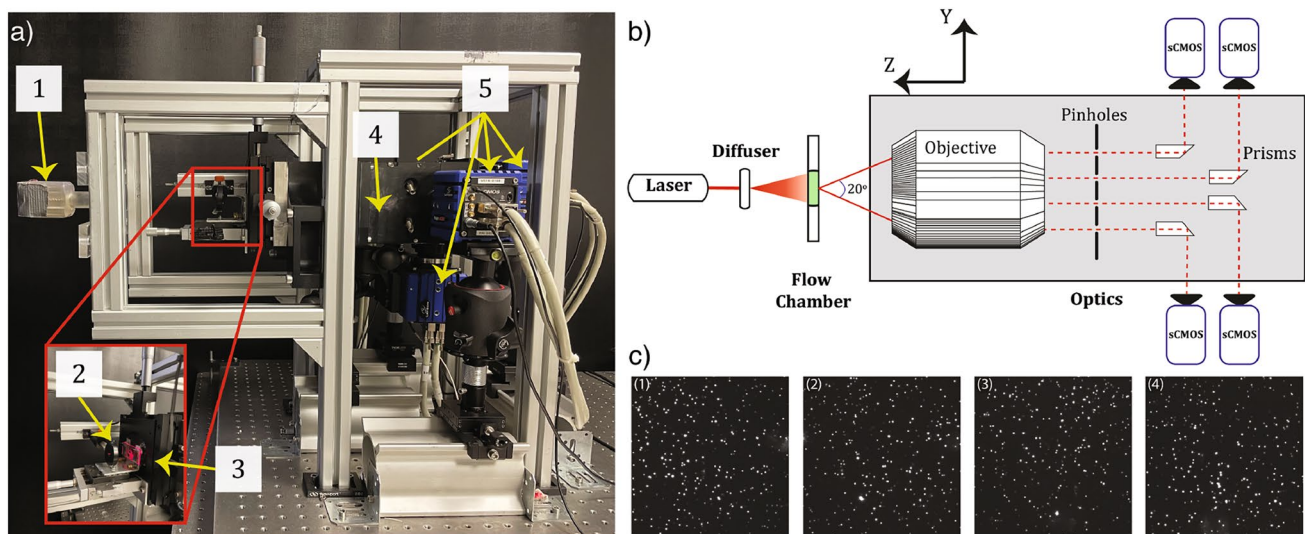 a)
1
4
5
2
3
b)
Y
Z
sCMOS
sCMOS
Pinholes
Diffuser
Objective
Prisms
Laser
20º
Flow
Chamber
Optics
sCMOS
sCMOS
c)
(1)
(2)
(3)
(4)